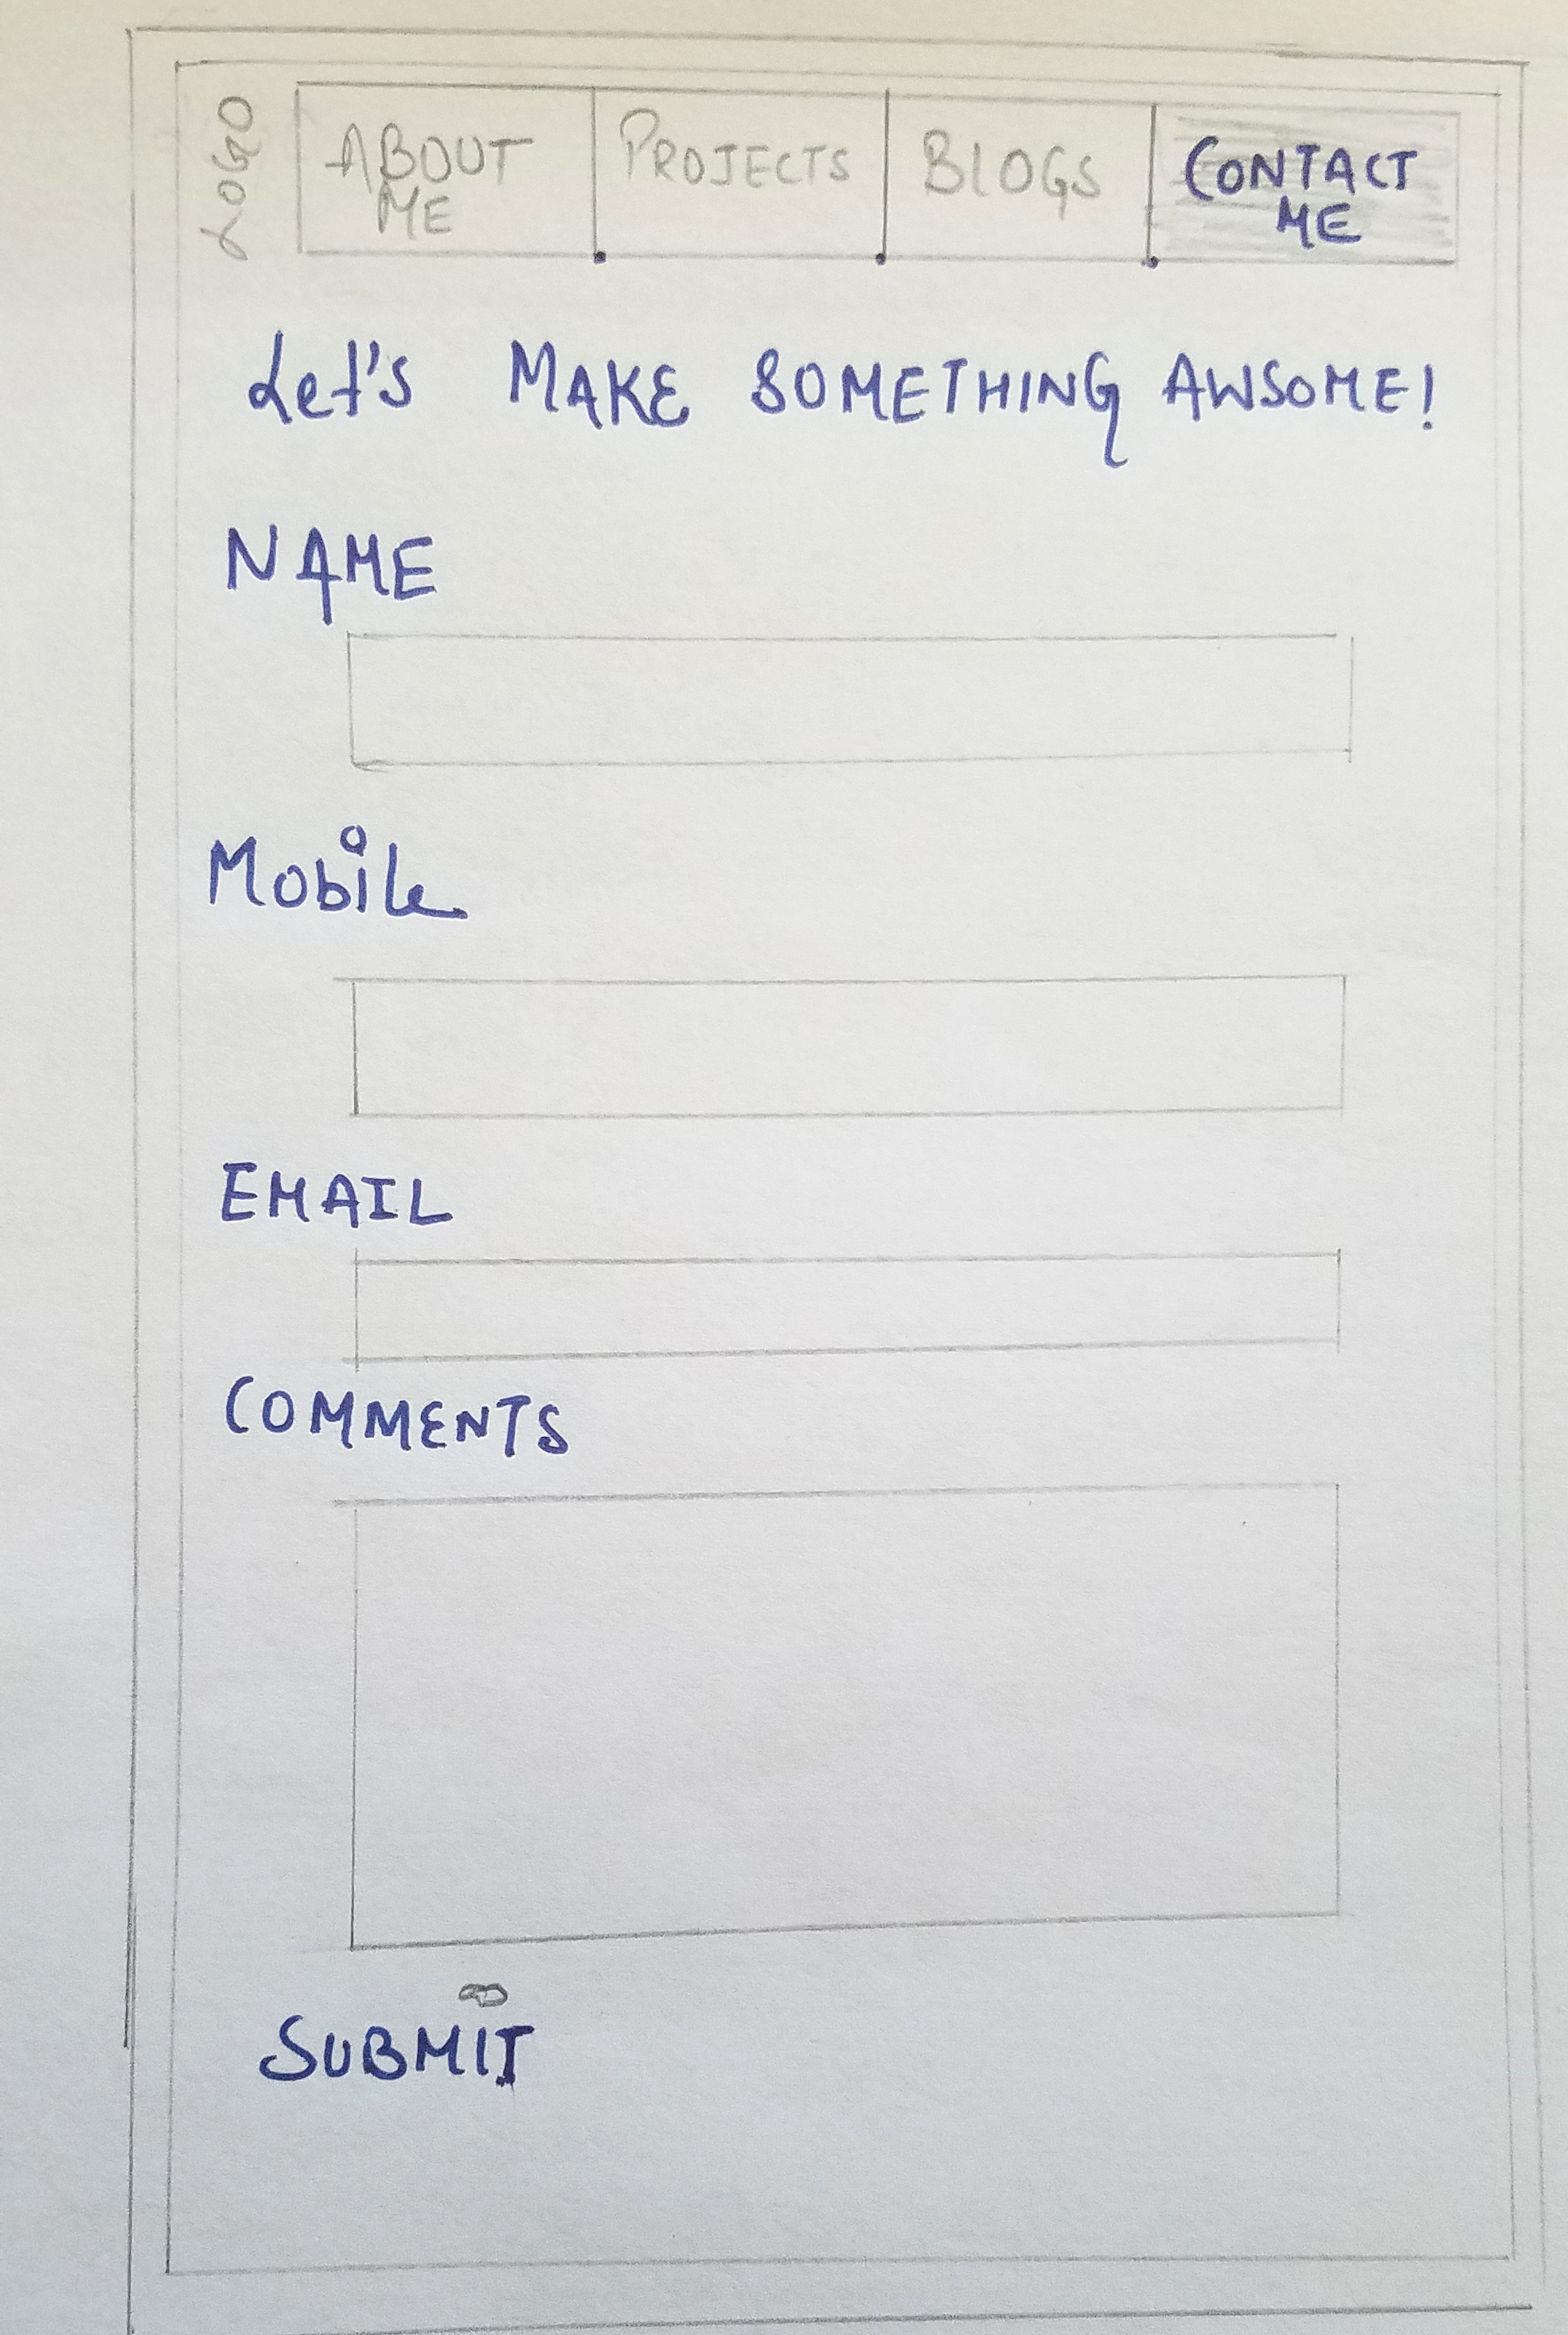 LOGO
ABOUT ME
PROJECTS
BLOGS
CONTACT ME
Let's MAKE SOMETHING AWSOME!
NAME
Mobile
EMAIL
COMMENTS
SUBMIT